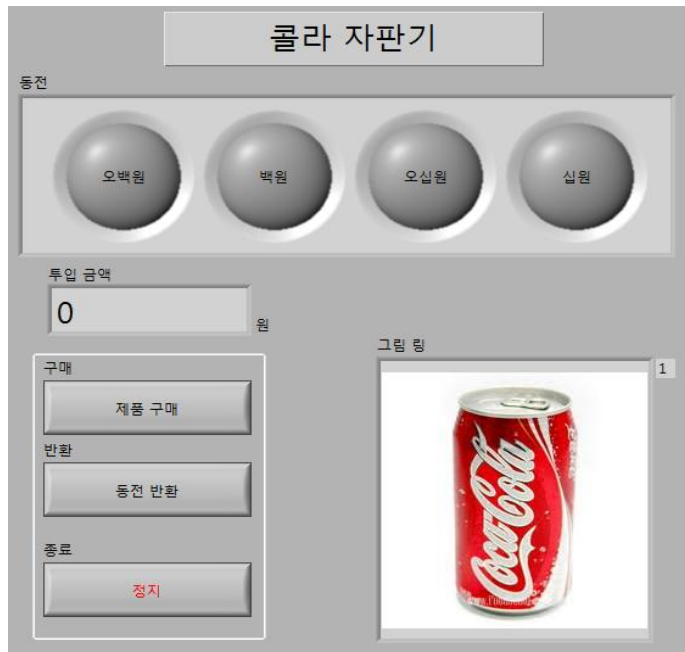 콜라 자판기
동전
오백원
백원
오십원
십원
투입 금액
0
원
그림 링
1
구매
제품 구매
반환
동전 반환
종료
정지
Coca-Cola